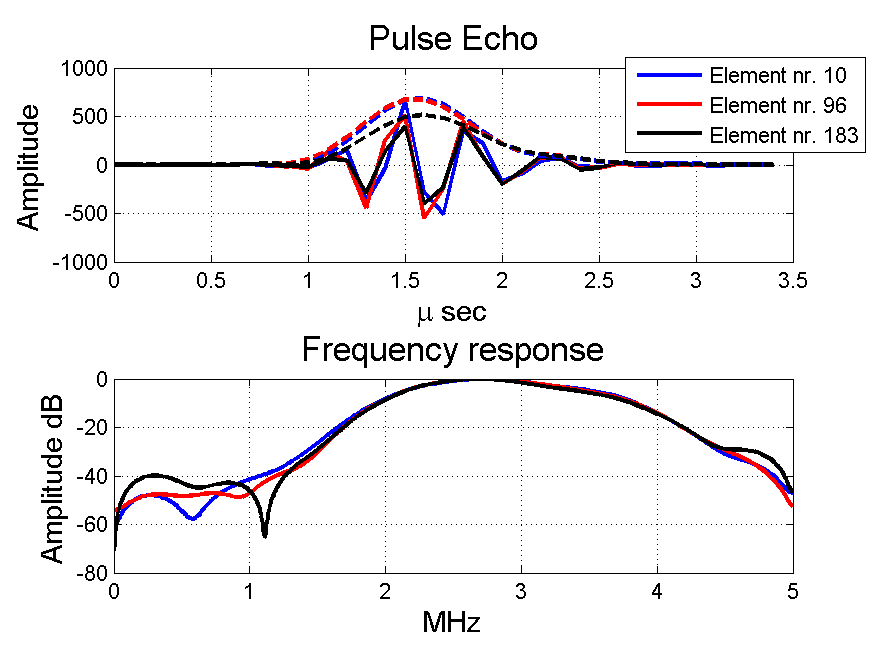 Pulse Echo
Amplitude
1000
500
0
-500
-1000
0 0.5 1 1.5 2 2.5 3 3.5
μ sec
Element nr. 10
Element nr. 96
Element nr. 183
Frequency response
Amplitude dB
0
-20
-40
-60
-80
0 1 2 3 4 5
MHz